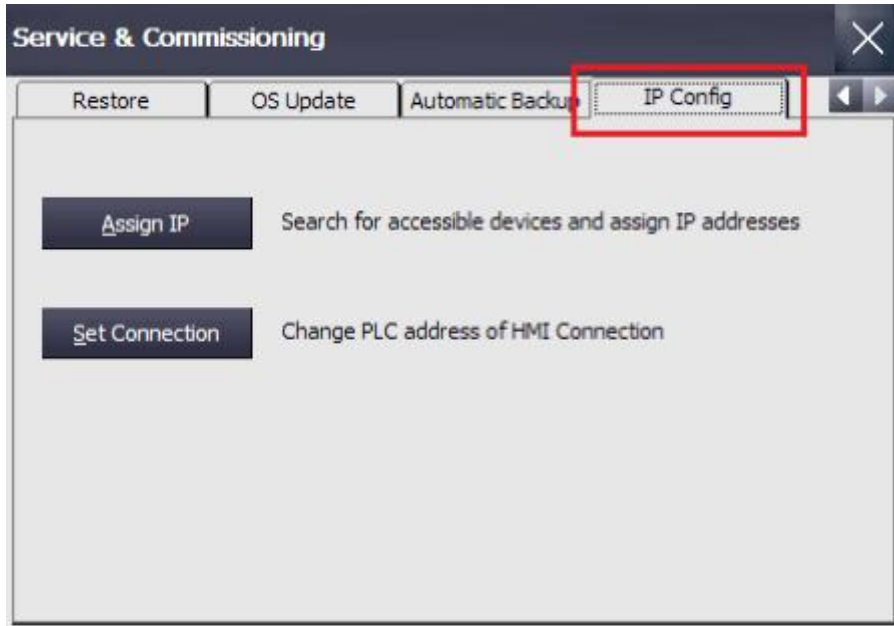 Service & Commissioning
Restore
OS Update
Automatic Backup
IP Config
Assign IP
Search for accessible devices and assign IP addresses
Set Connection
Change PLC address of HMI Connection